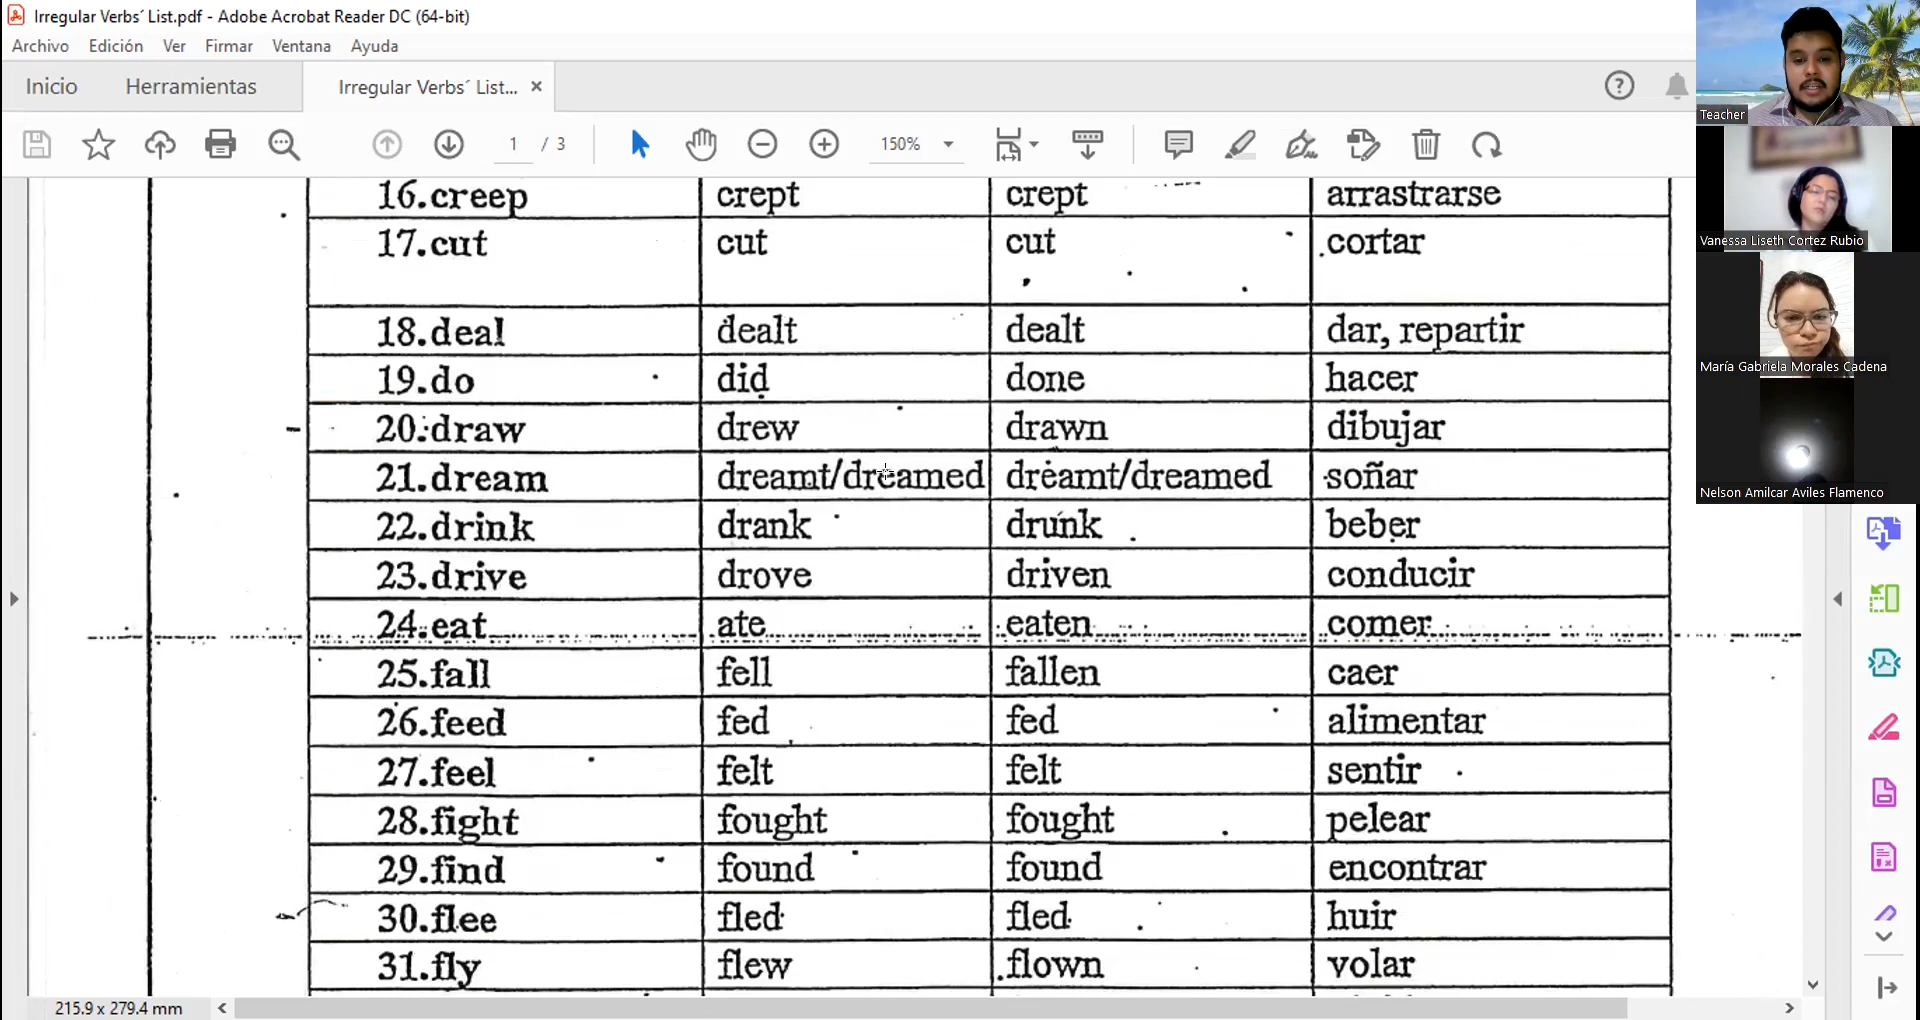 Irregular Verbs´ List.pdf - Adobe Acrobat Reader DC (64-bit)
Archivo Edición Ver Firmar Ventana Ayuda
Inicio Herramientas Irregular Verbs´ List... ×
1 / 3 150%
16.creep crept crept arrastrarse
17.cut cut cut cortar
18.deal dealt dealt dar, repartir
19.do did done hacer
20.draw drew drawn dibujar
21.dream dreamt/dreamed dreamt/dreamed soñar
22.drink drank drunk beber
23.drive drove driven conducir
24.eat ate eaten comer
25.fall fell fallen caer
26.feed fed fed alimentar
27.feel felt felt sentir
28.fight fought fought pelear
29.find found found encontrar
30.flee fled fled huir
31.fly flew flown volar
215.9 x 279.4 mm
Teacher
Vanessa Liseth Cortez Rubio
María Gabriela Morales Cadena
Nelson Amilcar Aviles Flamenco